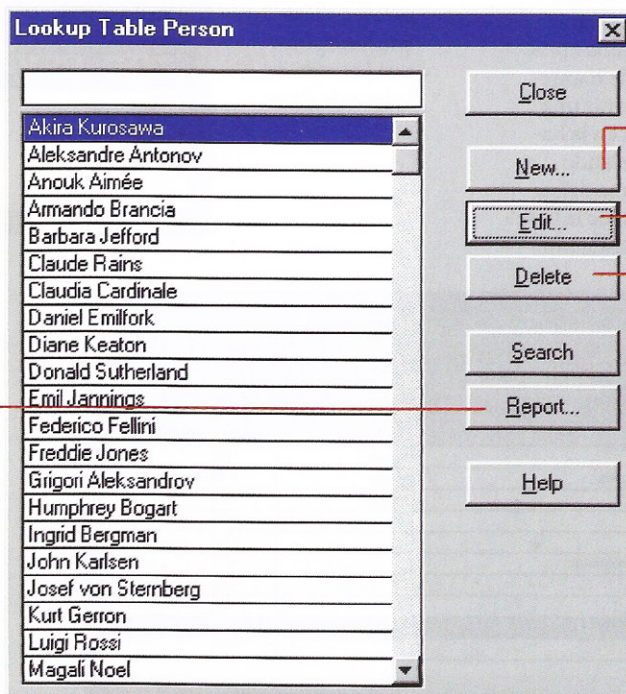 Lookup Table Person
Akira Kurosawa
Aleksandre Antonov
Anouk Aimée
Armando Brancia
Barbara Jefford
Claude Rains
Claudia Cardinale
Daniel Emilfork
Diane Keaton
Donald Sutherland
Emil Jannings
Federico Fellini
Freddie Jones
Grigori Aleksandrov
Humphrey Bogart
Ingrid Bergman
John Karlsen
Josef von Sternberg
Kurt Gerron
Luigi Rossi
Magali Noel
Close
New...
Edit...
Delete
Search
Report...
Help